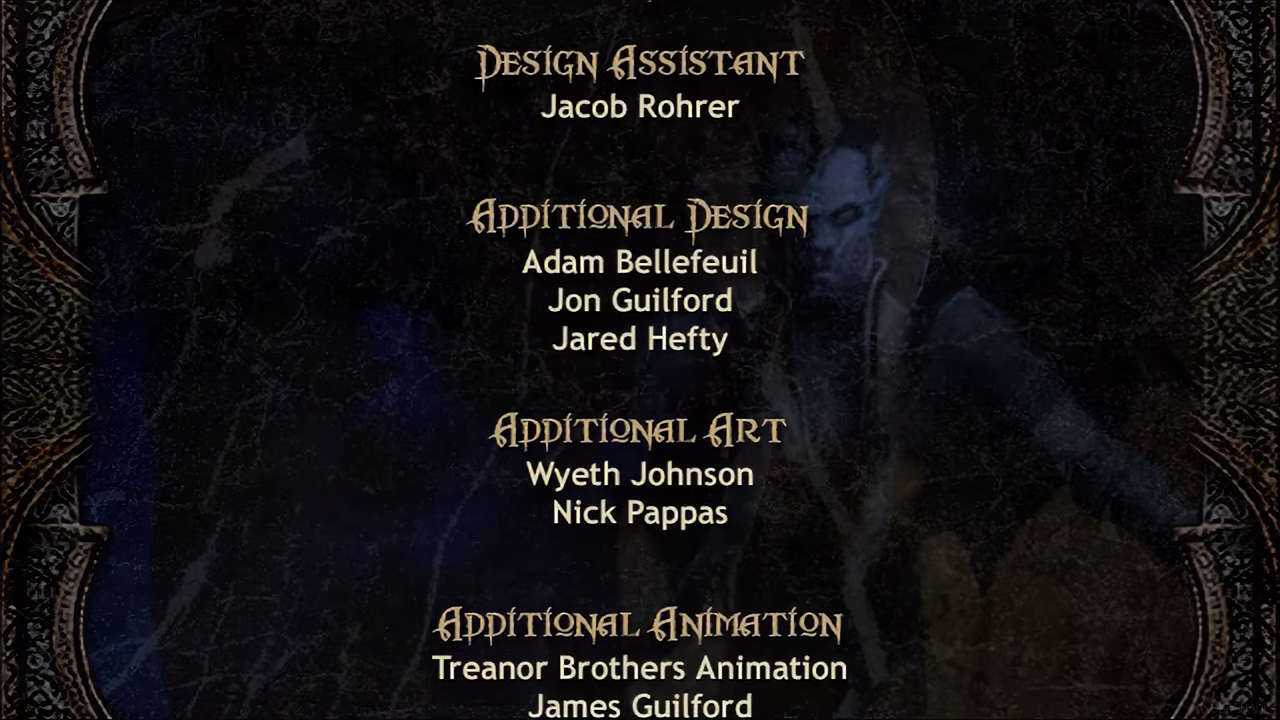 Design Assistant
Jacob Rohrer
Additional Design
Adam Bellefeuil
Jon Guilford
Jared Hefty
Additional Art
Wyeth Johnson
Nick Pappas
Additional Animation
Treanor Brothers Animation
James Guilford